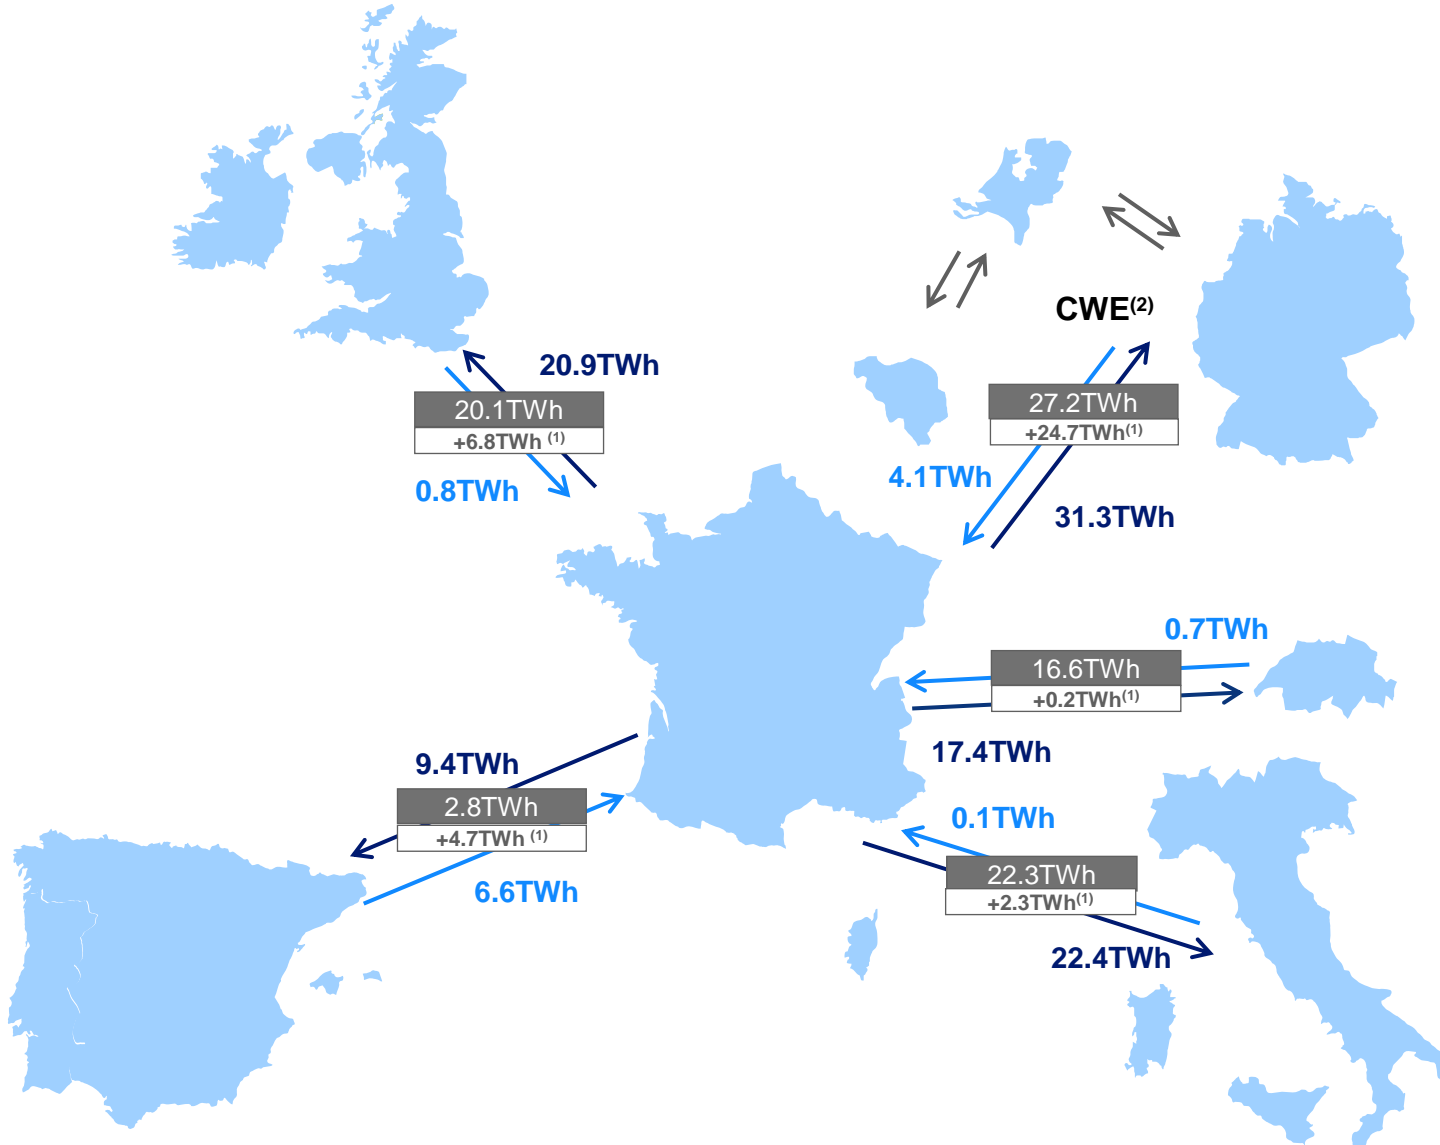 CWE(2)
20.9TWh
20.1TWh
+6.8TWh (1)
0.8TWh
27.2TWh
+24.7TWh(1)
4.1TWh
31.3TWh
0.7TWh
16.6TWh
+0.2TWh(1)
17.4TWh
9.4TWh
2.8TWh
+4.7TWh (1)
6.6TWh
0.1TWh
22.3TWh
+2.3TWh(1)
22.4TWh